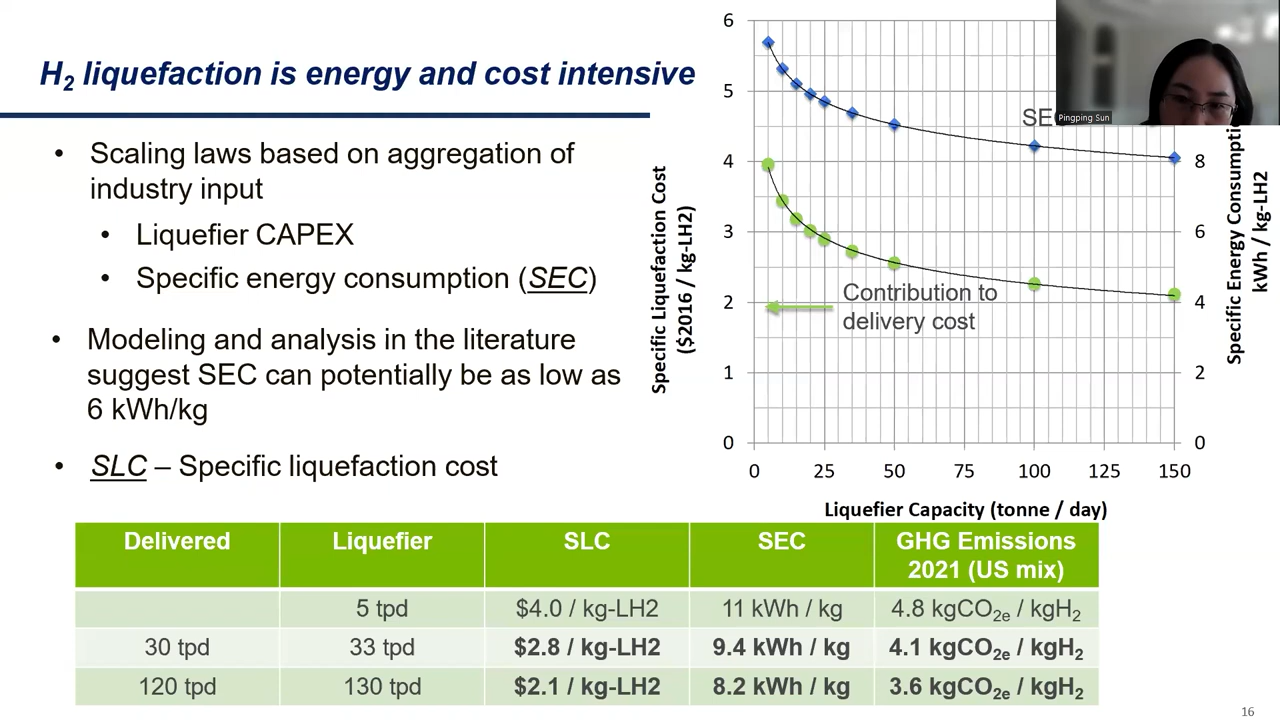 H2 liquefaction is energy and cost intensive
• Scaling laws based on aggregation of
industry input
• Liquefier CAPEX
• Specific energy consumption (SEC)
• Modeling and analysis in the literature
suggest SEC can potentially be as low as
6 kWh/kg
• SLC – Specific liquefaction cost
Specific Liquefaction Cost
($2016 / kg-LH2)
6
5
4
3
2
1
0
Contribution to
delivery cost
Pingping Sun
8
6
4
2
0
Specific Energy
kWh / kg-LH2
0 25 50 75 100 125 150
Liquefier Capacity (tonne / day)
Delivered Liquefier SLC SEC GHG Emissions
2021 (US mix)
5 tpd $4.0 / kg-LH2 11 kWh / kg 4.8 kgCO2e / kgH2
30 tpd 33 tpd $2.8 / kg-LH2 9.4 kWh / kg 4.1 kgCO2e / kgH2
120 tpd 130 tpd $2.1 / kg-LH2 8.2 kWh / kg 3.6 kgCO2e / kgH2
16